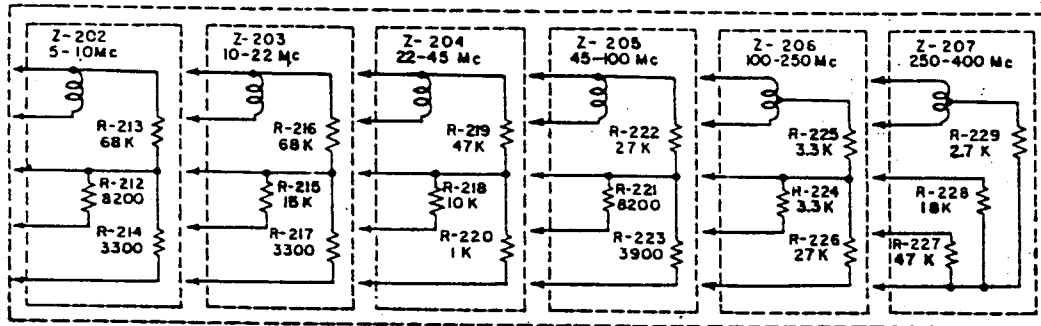 Z-202
5-10Mc
R-213
68K
R-212
8200
R-214
3300
Z-203
10-22 Mc
R-216
68K
R-215
15K
R-217
3300
Z-204
22-45 Mc
R-219
47K
R-218
10K
R-220
1K
Z-205
45-100 Mc
R-222
27K
R-221
8200
R-223
3900
Z-206
100-250 Mc
R-225
3.3K
R-224
3.3K
R-226
27K
Z-207
250-400 Mc
R-229
2.7K
R-228
18K
R-227
47K